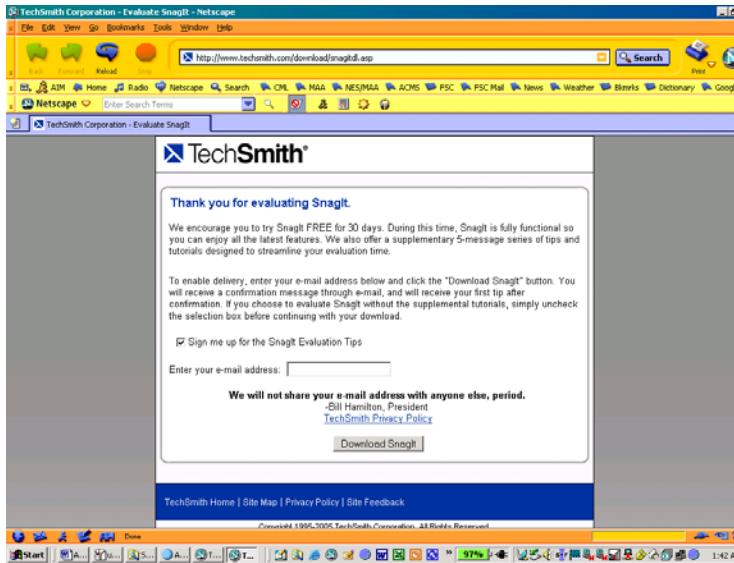 TechSmith Corporation - Evaluate SnagIt - Netscape
File Edit View Go Bookmarks Tools Window Help
http://www.techsmith.com/download/snagitdl.asp Search
Back Forward Reload Stop Print
AIM Home Radio Netscape Search CML MAA NES/MAA ACMS FSC FSC Mail News Weather Bkmrks Dictionary Goog
Netscape Enter Search Terms
TechSmith Corporation - Evaluate SnagIt
TechSmith®
Thank you for evaluating SnagIt.
We encourage you to try SnagIt FREE for 30 days. During this time, SnagIt is fully functional so
you can enjoy all the latest features. We also offer a supplementary 5-message series of tips and
tutorials designed to streamline your evaluation time.
To enable delivery, enter your e-mail address below and click the "Download SnagIt" button. You
will receive a confirmation message through e-mail, and will receive your first tip after
confirmation. If you choose to evaluate SnagIt without the supplemental tutorials, simply uncheck
the selection box before continuing with your download.
Sign me up for the SnagIt Evaluation Tips
Enter your e-mail address:
We will not share your e-mail address with anyone else, period.
-Bill Hamilton, President
TechSmith Privacy Policy
Download SnagIt
TechSmith Home | Site Map | Privacy Policy | Site Feedback
Copyright 1995-2005 TechSmith Corporation. All Rights Reserved
Done
Start A... u... S... A... T... T... 97% 1:42 A